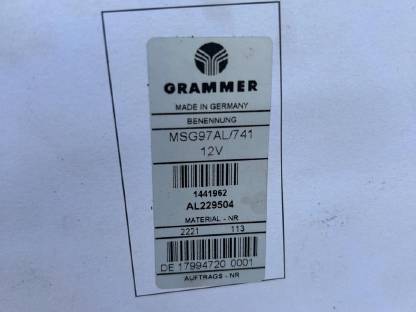 GRAMMER
MADE IN GERMANY
BENENNUNG
MSG97AL/741
12V
1441962
AL229504
MATERIAL - NR
2221 113
DE 17994720 0001
AUFTRAGS - NR